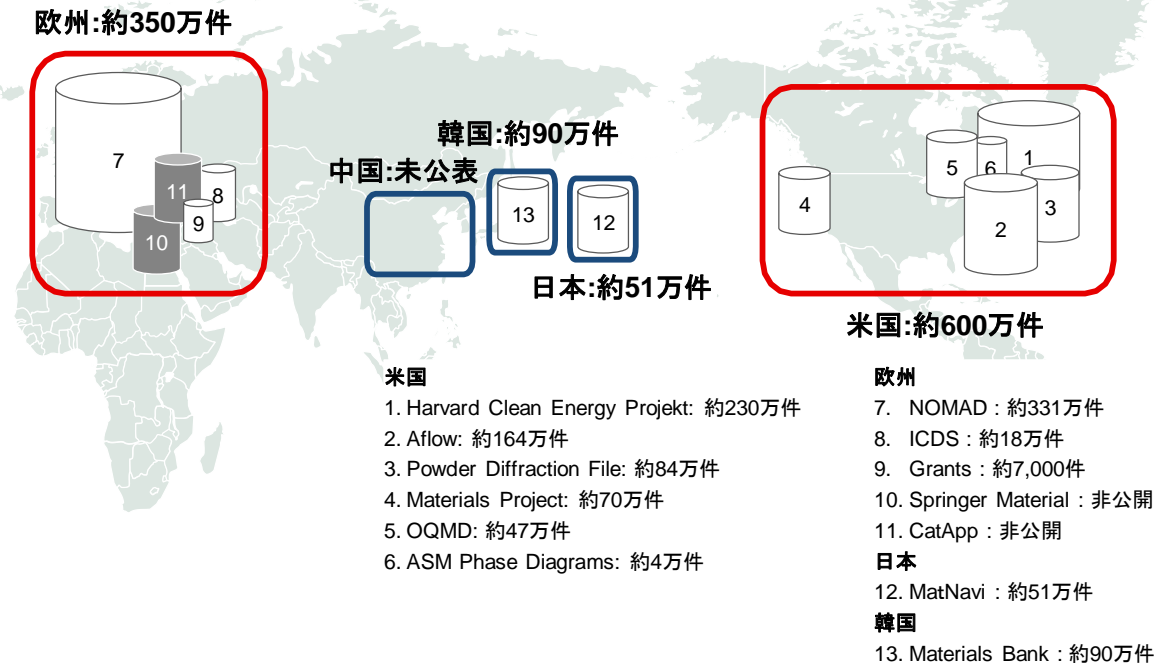 欧州:約350万件
韓国:約90万件
中国:未公表
日本:約51万件
米国:約600万件
7
11
8
9
10
13
12
4
5
6
1
3
2
米国
1. Harvard Clean Energy Projekt: 約230万件
2. Aflow: 約164万件
3. Powder Diffraction File: 約84万件
4. Materials Project: 約70万件
5. OQMD: 約47万件
6. ASM Phase Diagrams: 約4万件
欧州
7. NOMAD：約331万件
8. ICDS：約18万件
9. Grants：約7,000件
10. Springer Material：非公開
11. CatApp：非公開
日本
12. MatNavi：約51万件
韓国
13. Materials Bank：約90万件